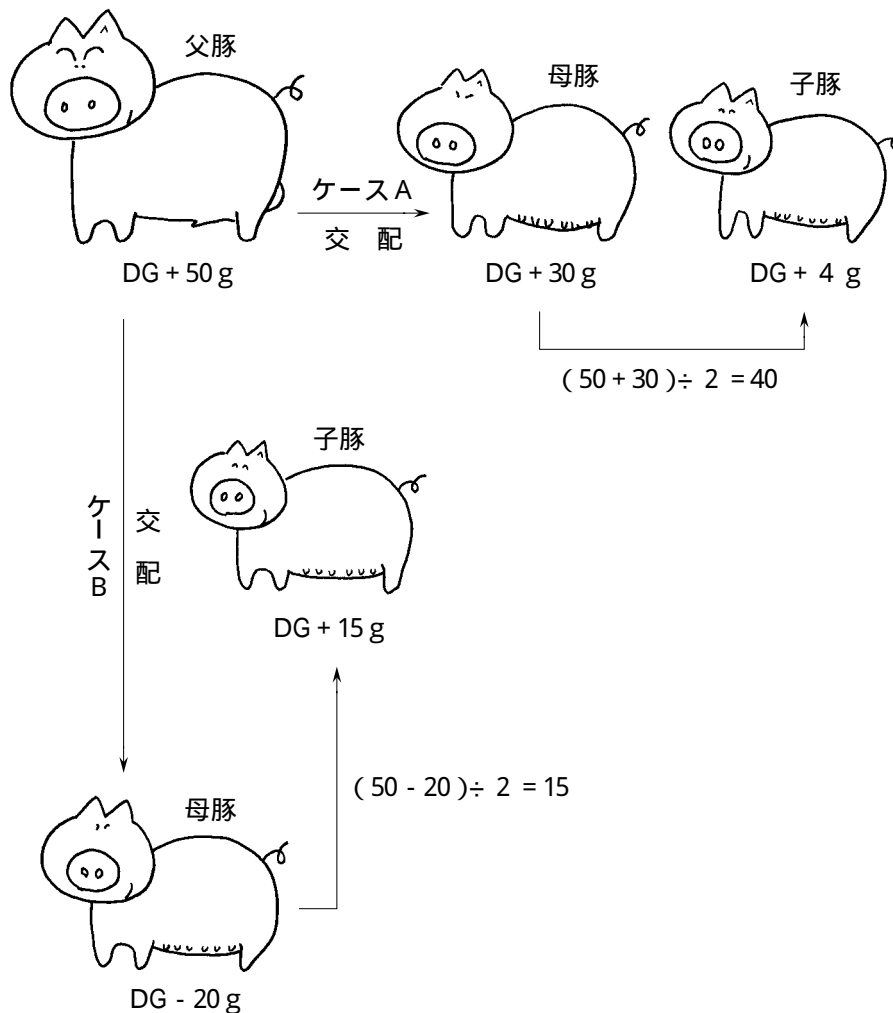 父豚
母豚
子豚
ケースA
交 配
DG + 50 g
DG + 30 g
DG + 4 g
( 50 + 30 ) ÷ 2 = 40
子豚
ケースB
交 配
DG + 15 g
( 50 - 20 ) ÷ 2 = 15
母豚
DG - 20 g